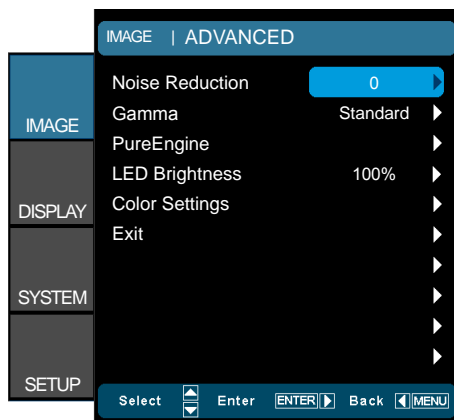 IMAGE | ADVANCED
Noise Reduction 0
Gamma Standard
PureEngine
LED Brightness 100%
Color Settings
Exit
IMAGE
DISPLAY
SYSTEM
SETUP
Select Enter ENTER Back MENU